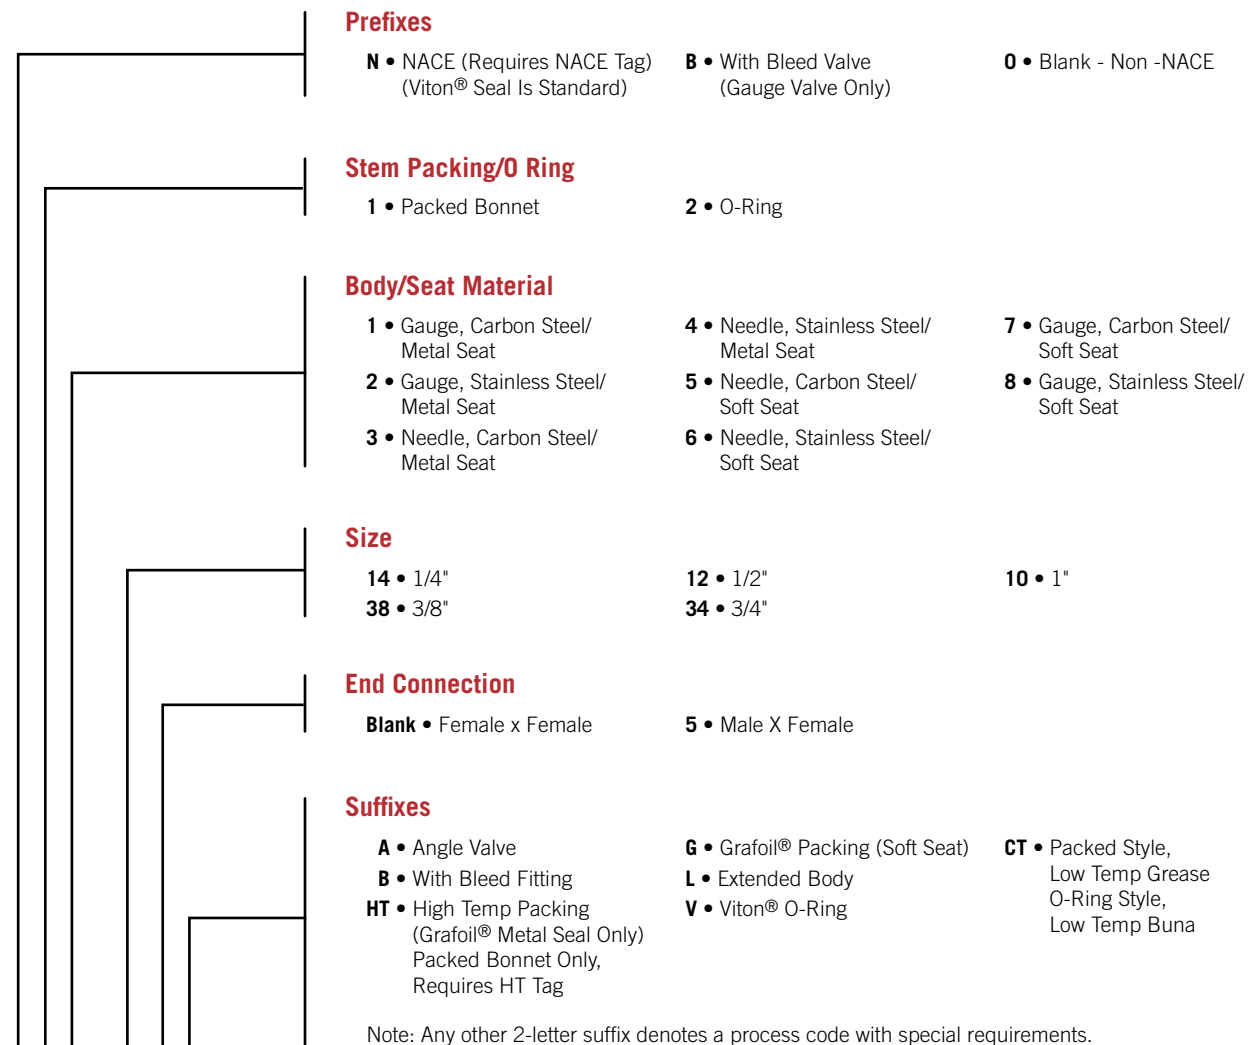 Prefixes
N • NACE (Requires NACE Tag)
(Viton® Seal Is Standard)
B • With Bleed Valve
(Gauge Valve Only)
0 • Blank - Non -NACE
Stem Packing/O Ring
1 • Packed Bonnet
2 • O-Ring
Body/Seat Material
1 • Gauge, Carbon Steel/
Metal Seat
2 • Gauge, Stainless Steel/
Metal Seat
3 • Needle, Carbon Steel/
Metal Seat
4 • Needle, Stainless Steel/
Metal Seat
5 • Needle, Carbon Steel/
Soft Seat
6 • Needle, Stainless Steel/
Soft Seat
7 • Gauge, Carbon Steel/
Soft Seat
8 • Gauge, Stainless Steel/
Soft Seat
Size
14 • 1/4"
38 • 3/8"
12 • 1/2"
34 • 3/4"
10 • 1"
End Connection
Blank • Female x Female
5 • Male X Female
Suffixes
A • Angle Valve
B • With Bleed Fitting
HT • High Temp Packing
(Grafoil® Metal Seal Only)
Packed Bonnet Only,
Requires HT Tag
G • Grafoil® Packing (Soft Seat)
L • Extended Body
V • Viton® O-Ring
CT • Packed Style,
Low Temp Grease
O-Ring Style,
Low Temp Buna
Note: Any other 2-letter suffix denotes a process code with special requirements.